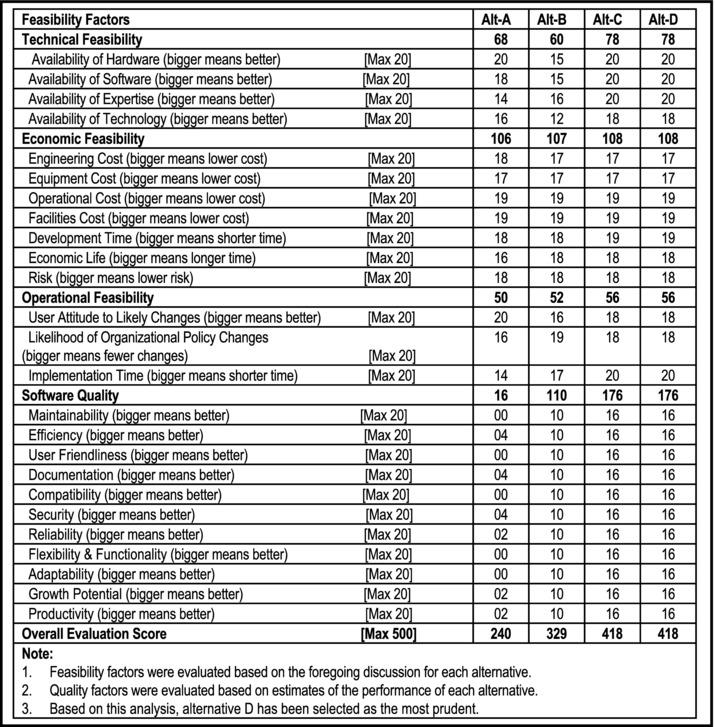 Feasibility Factors Alt-A Alt-B Alt-C Alt-D
Technical Feasibility 68 60 78 78
Availability of Hardware (bigger means better) [Max 20] 20 15 20 20
Availability of Software (bigger means better) [Max 20] 18 15 20 20
Availability of Expertise (bigger means better) [Max 20] 14 16 20 20
Availability of Technology (bigger means better) [Max 20] 16 12 18 18
Economic Feasibility 106 107 108 108
Engineering Cost (bigger means lower cost) [Max 20] 18 17 17 17
Equipment Cost (bigger means lower cost) [Max 20] 17 17 17 17
Operational Cost (bigger means lower cost) [Max 20] 19 19 19 19
Facilities Cost (bigger means lower cost) [Max 20] 19 19 19 19
Development Time (bigger means shorter time) [Max 20] 18 18 19 19
Economic Life (bigger means longer time) [Max 20] 16 18 18 18
Risk (bigger means lower risk) [Max 20] 18 18 18 18
Operational Feasibility 50 52 56 56
User Attitude to Likely Changes (bigger means better) [Max 20] 20 16 18 18
Likelihood of Organizational Policy Changes 16 19 18 18
(bigger means fewer changes) [Max 20]
Implementation Time (bigger means shorter time) [Max 20] 14 17 20 20
Software Quality 16 110 176 176
Maintainability (bigger means better) [Max 20] 00 10 16 16
Efficiency (bigger means better) [Max 20] 04 10 16 16
User Friendliness (bigger means better) [Max 20] 00 10 16 16
Documentation (bigger means better) [Max 20] 04 10 16 16
Compatibility (bigger means better) [Max 20] 00 10 16 16
Security (bigger means better) [Max 20] 04 10 16 16
Reliability (bigger means better) [Max 20] 02 10 16 16
Flexibility & Functionality (bigger means better) [Max 20] 00 10 16 16
Adaptability (bigger means better) [Max 20] 00 10 16 16
Growth Potential (bigger means better) [Max 20] 02 10 16 16
Productivity (bigger means better) [Max 20] 02 10 16 16
Overall Evaluation Score [Max 500] 240 329 418 418
Note:
1. Feasibility factors were evaluated based on the foregoing discussion for each alternative.
2. Quality factors were evaluated based on estimates of the performance of each alternative.
3. Based on this analysis, alternative D has been selected as the most prudent.